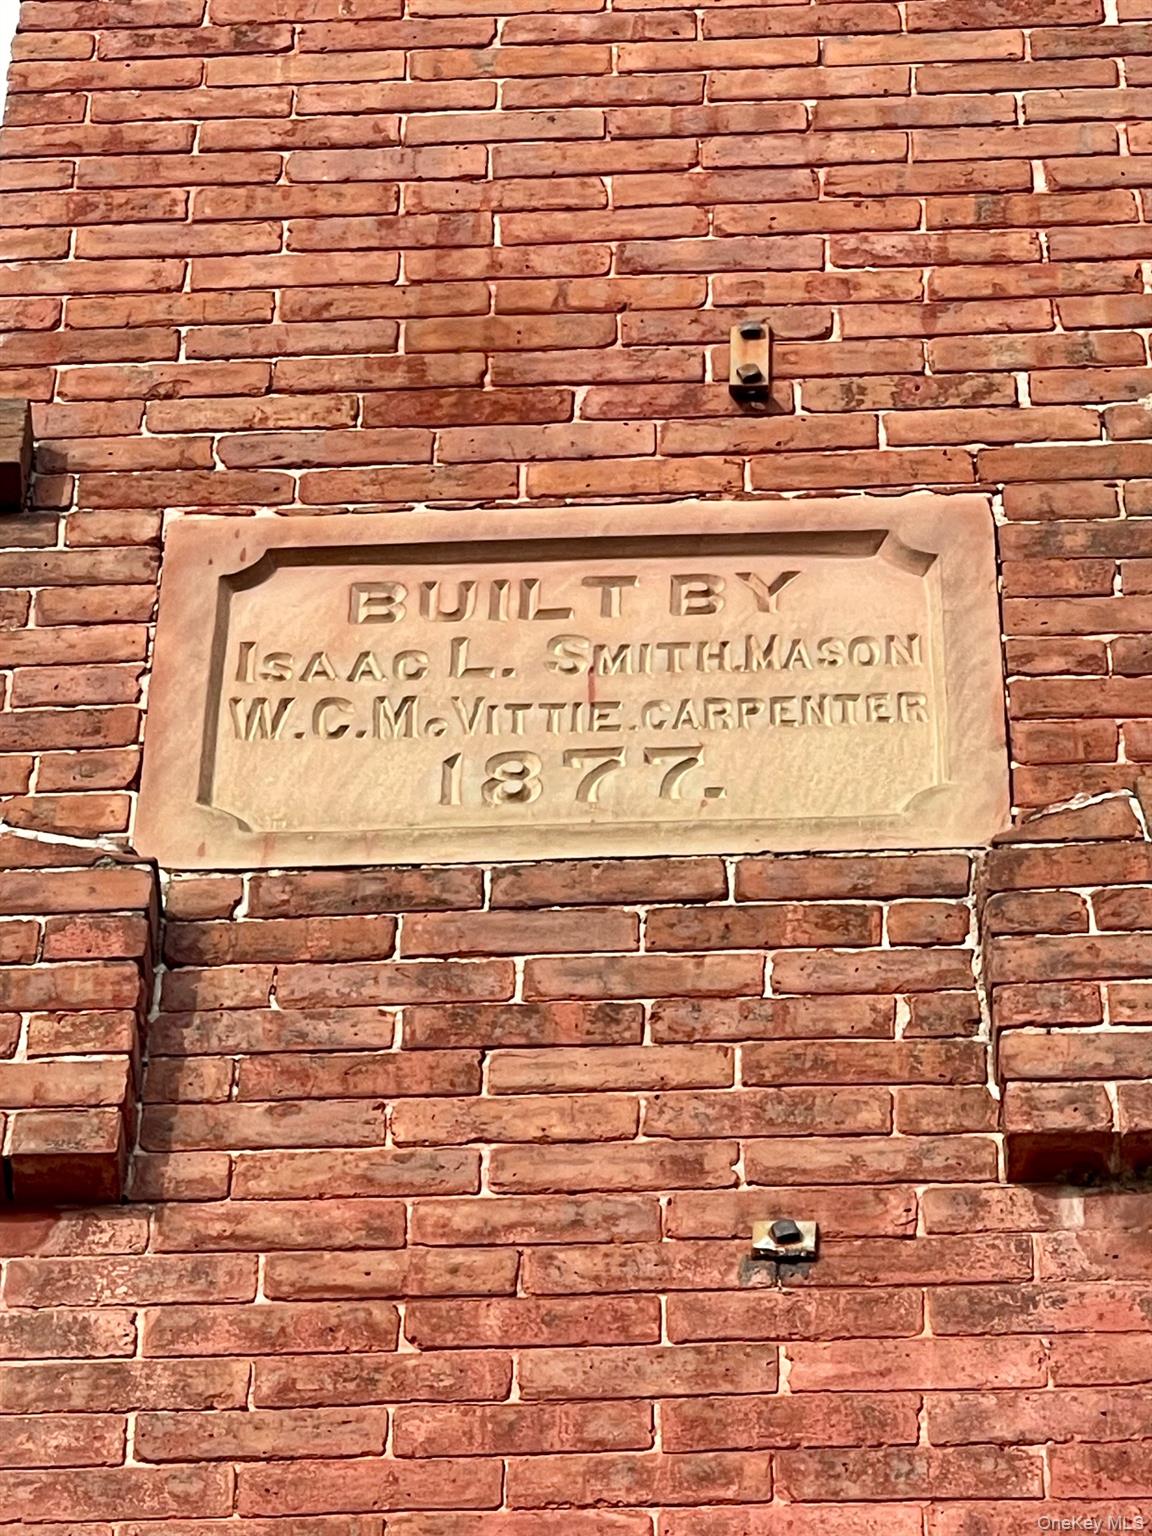 BUILT BY
ISAAC L. SMITH. MASON
W. C. McVITTIE. CARPENTER
1877.
OneKey MLS